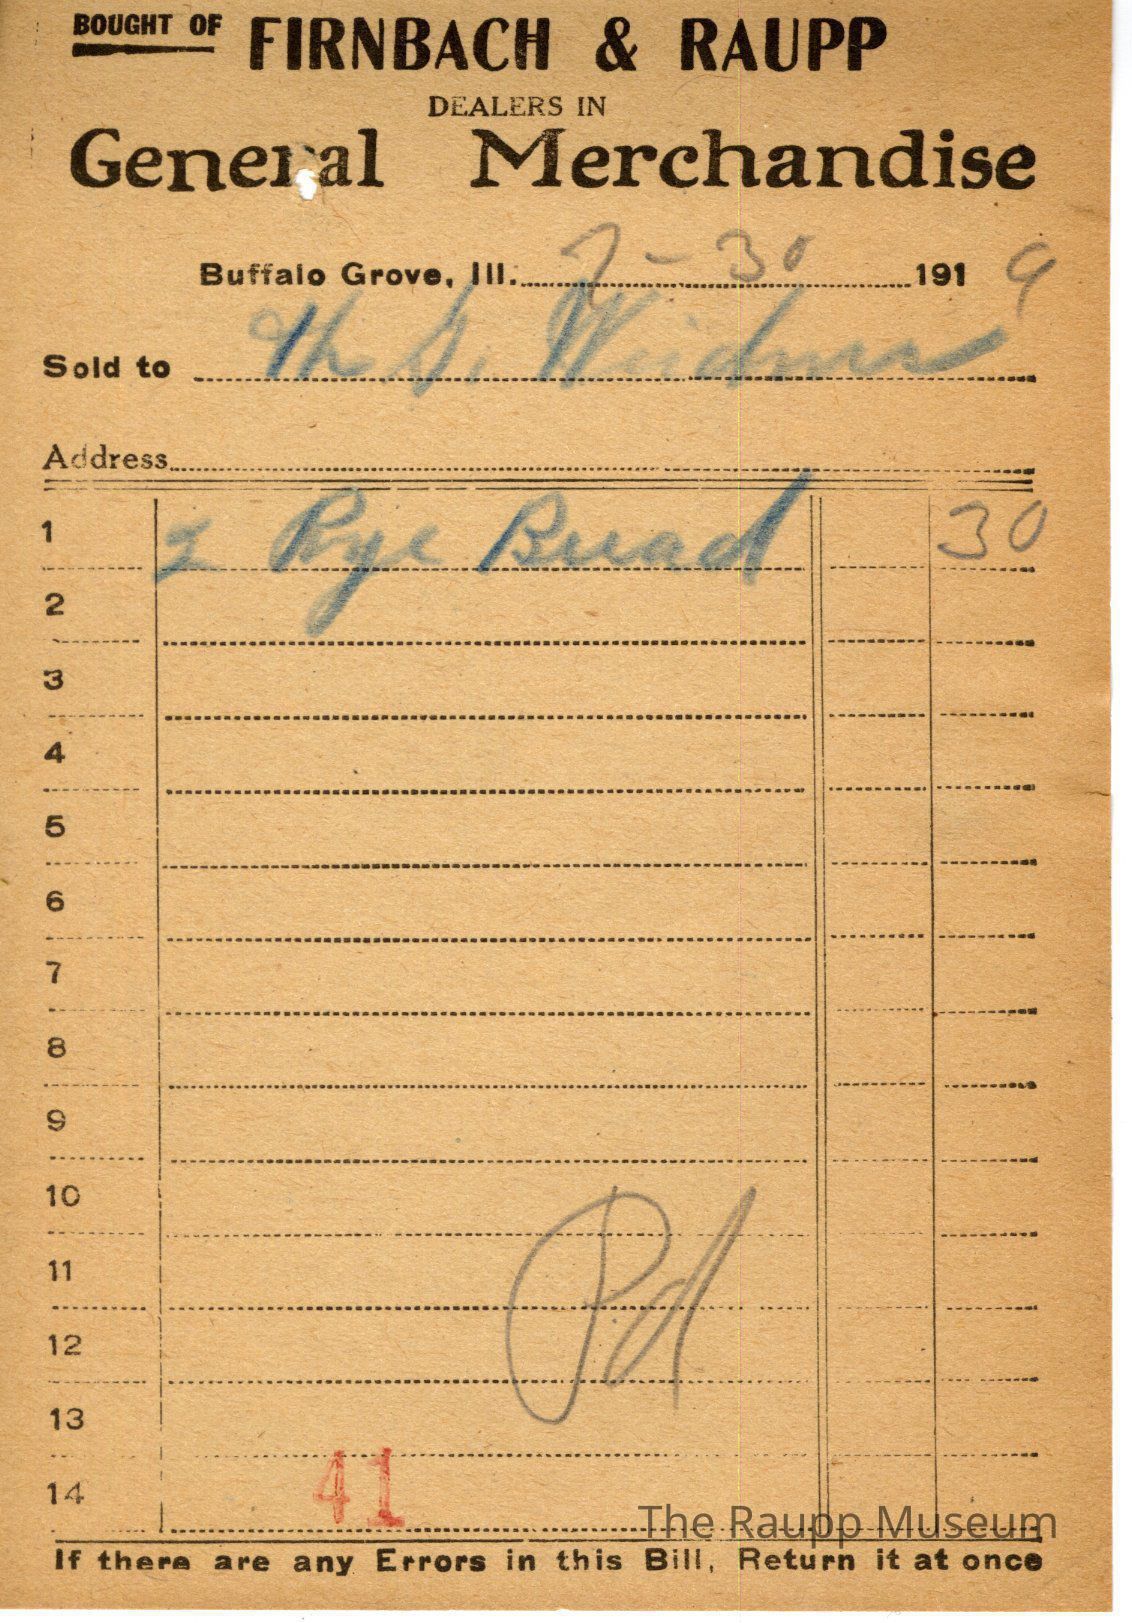 BOUGHT OF FIRNBACH & RAUPP
DEALERS IN
General Merchandise
Buffalo Grove, Ill. 7-30 1919
Sold to
Address
1 2 Rye Bread 30
2
3
4
5
6
7
8
9
10
11
12
Pd
13
14 41
The Raupp Museum
If there are any Errors in this Bill, Return it at once